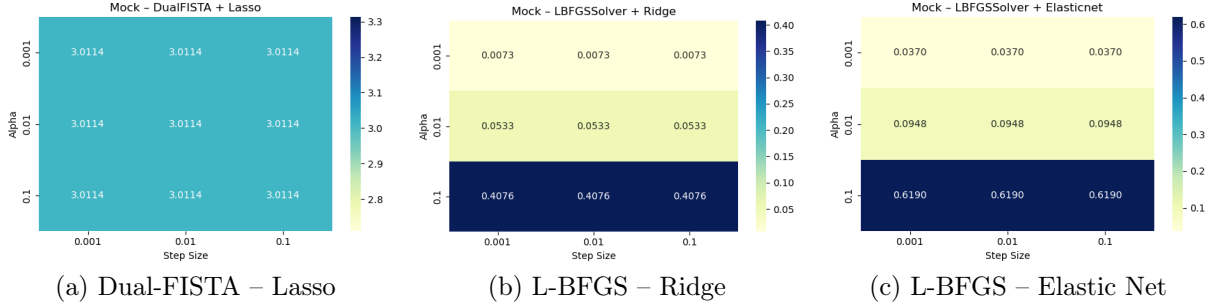 Mock – DualFISTA + Lasso
Alpha
0.001
0.01
0.1
3.0114 3.0114 3.0114
3.0114 3.0114 3.0114
3.0114 3.0114 3.0114
0.001 0.01 0.1
Step Size
3.3
3.2
3.1
3.0
2.9
2.8
(a) Dual-FISTA – Lasso
Mock – LBFGSSolver + Ridge
Alpha
0.001
0.01
0.1
0.0073 0.0073 0.0073
0.0533 0.0533 0.0533
0.4076 0.4076 0.4076
0.001 0.01 0.1
Step Size
0.40
0.35
0.30
0.25
0.20
0.15
0.10
0.05
(b) L-BFGS – Ridge
Mock – LBFGSSolver + Elasticnet
Alpha
0.001
0.01
0.1
0.0370 0.0370 0.0370
0.0948 0.0948 0.0948
0.6190 0.6190 0.6190
0.001 0.01 0.1
Step Size
0.6
0.5
0.4
0.3
0.2
0.1
(c) L-BFGS – Elastic Net